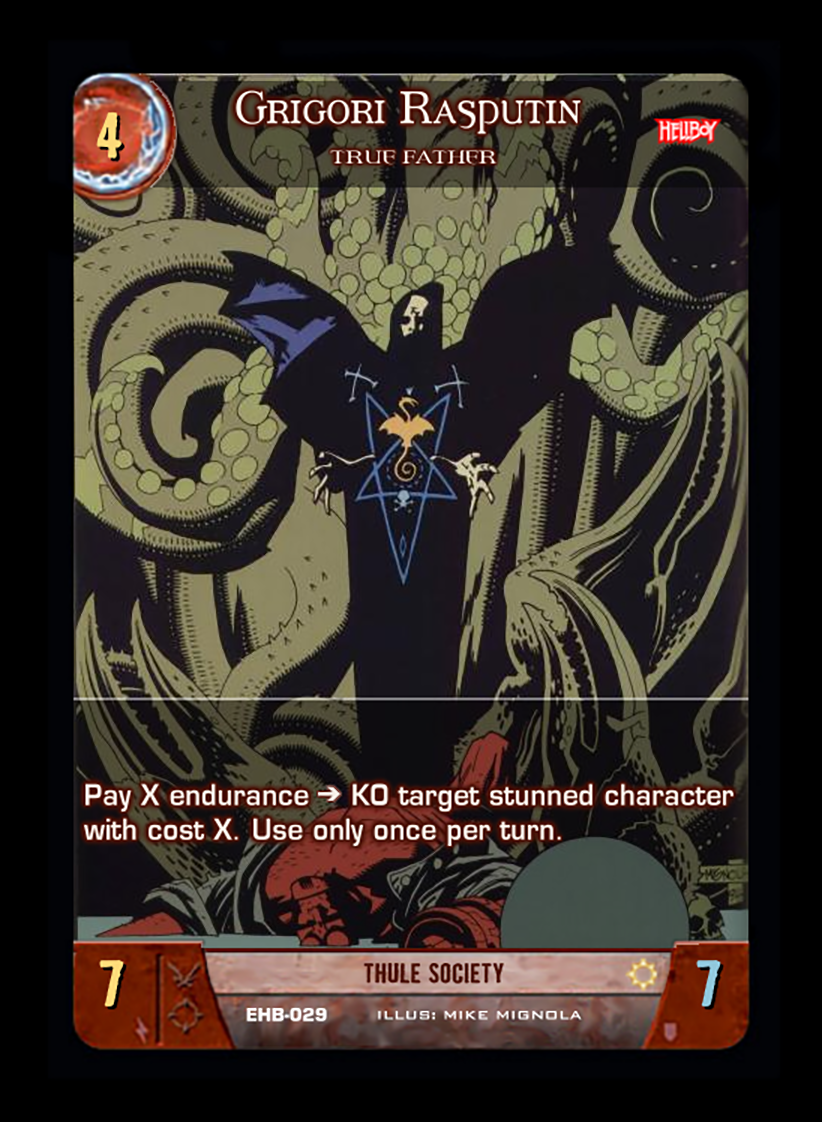 4
Grigori Rasputin
HELLBOY
TRUE FATHER
Pay X endurance ➔ KO target stunned character
with cost X. Use only once per turn.
MIGNOLA
7
THULE SOCIETY
7
EHB-029
ILLUS: MIKE MIGNOLA